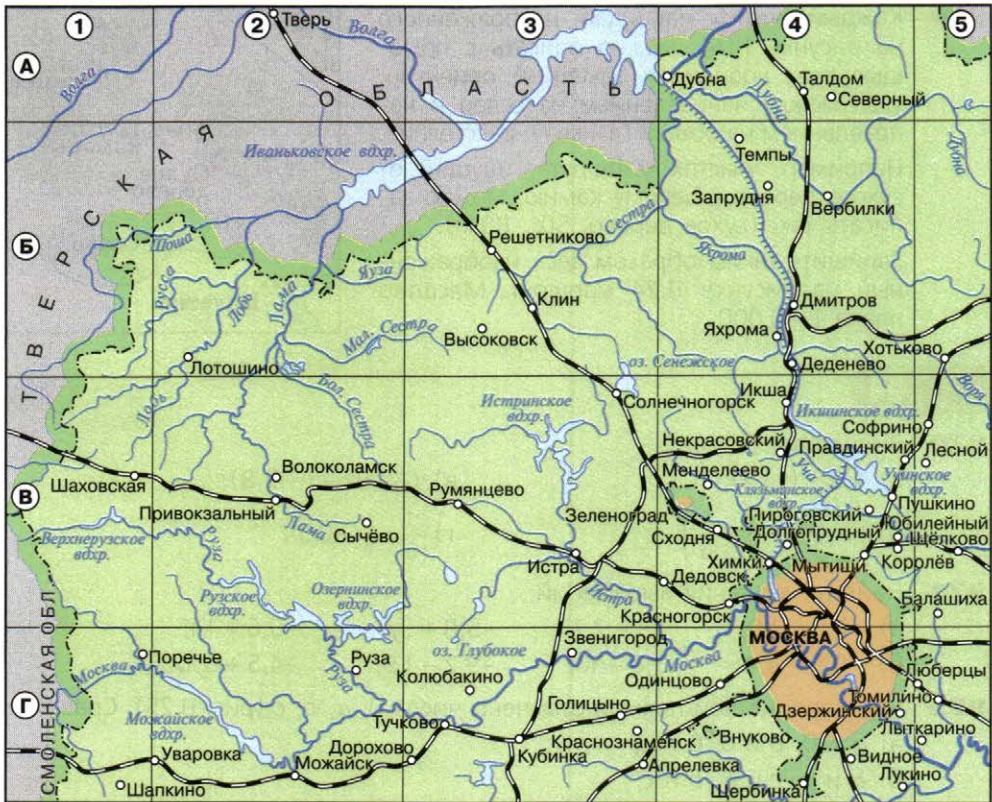 1
2
3
4
5
А
Б
В
Г
Тверь
Волга
Волга
Дубна
Дубна
Талдом
Северный
Т В Е Р С К А Я О Б Л А С Т Ь
Иваньковское вдхр.
Темпы
Дубна
Запрудня
Вербилки
Шоша
Сестра
Решетниково
Яхрома
Руса
Лобь
Лама
Яуза
Клин
Дмитров
Мал. Сестра
Высоковск
Яхрома
Хотьково
Лотошино
оз. Сенежское
Деденево
Лобь
Бол. Сестра
Истринское
вдхр.
Солнечногорск
Икша
Воря
Икшинское вдхр.
Софрино
Некрасовский
Правдинский
Лесной
Волоколамск
Менделеево
Уча
Учинское
вдхр.
Шаховская
Румянцево
Клязьминское
вдхр.
Пушкино
Привокзальный
Зеленоград
Пироговский
Юбилейный
Лама
Сычёво
Сходня
Долгопрудный
Щёлково
Верхнерузское
вдхр.
Руза
Истра
Химки
Мытищи
Королёв
Рузское
вдхр.
Озернинское
вдхр.
Дедовск
Истра
Красногорск
Балашиха
СМОЛЕНСКАЯ ОБЛ
Поречье
Москва
Руза
Руза
оз. Глубокое
Звенигород
Москва
МОСКВА
Люберцы
Колюбакино
Одинцово
Томилино
Можайское
вдхр.
Тучково
Голицыно
Дзержинский
Уваровка
Дорохово
Краснознаменск
Внуково
Лыткарино
Можайск
Кубинка
Апрелевка
Видное
Шапкино
Щербинка
Лукино